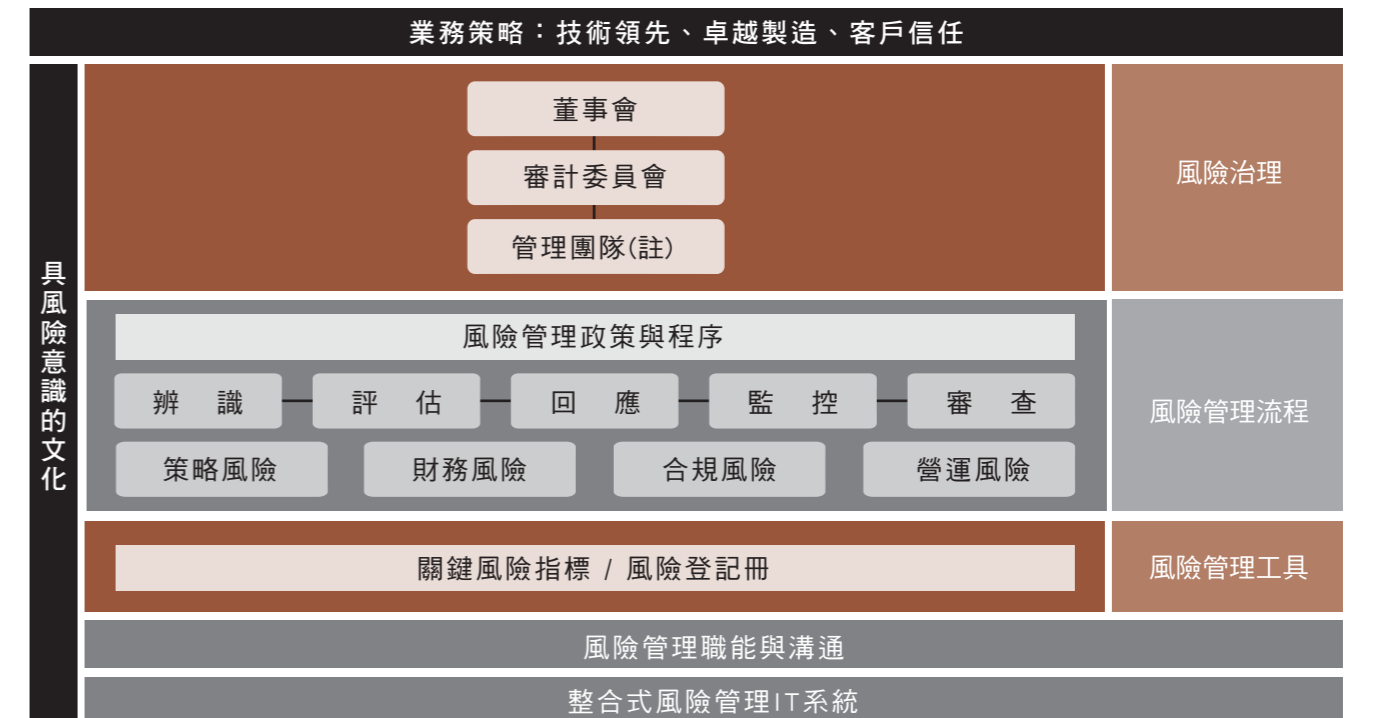 業務策略：技術領先、卓越製造、客戶信任
具風險意識的文化
董事會
審計委員會
管理團隊(註)
風險治理
風險管理政策與程序
辨識
評估
回應
監控
審查
策略風險
財務風險
合規風險
營運風險
風險管理流程
關鍵風險指標 / 風險登記冊
風險管理工具
風險管理職能與溝通
整合式風險管理IT系統